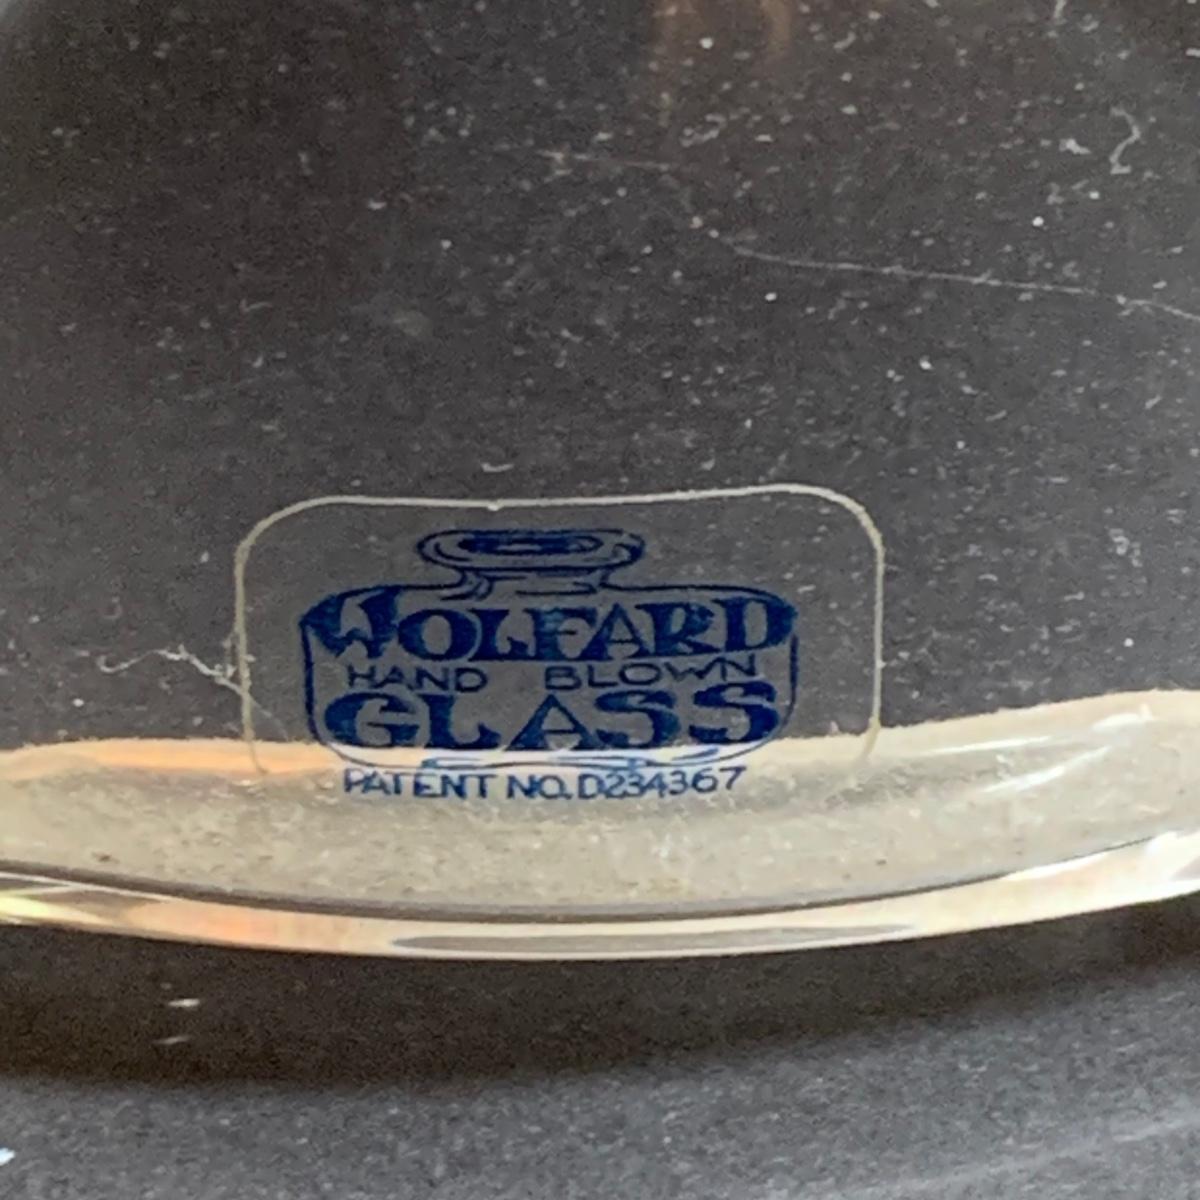 WOLFARD
HAND BLOWN
GLASS
PATENT NO. D234367